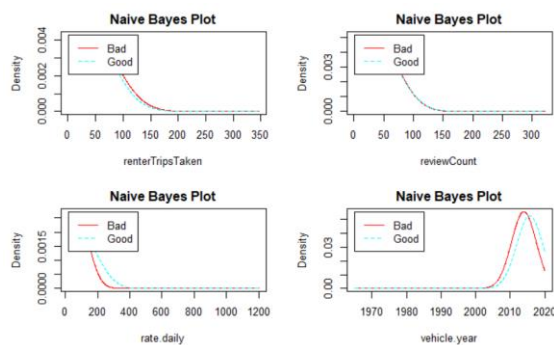 Naive Bayes Plot
Density
0.000
0.002
0.004
Bad
Good
0 50 100 150 200 250 300 350
renterTripsTaken
Naive Bayes Plot
Density
0.000
0.003
Bad
Good
0 50 100 150 200 250 300
reviewCount
Naive Bayes Plot
Density
0.0000
0.0015
Bad
Good
0 200 400 600 800 1000 1200
rate.daily
Naive Bayes Plot
Density
0.00
0.03
Bad
Good
1970 1980 1990 2000 2010 2020
vehicle.year